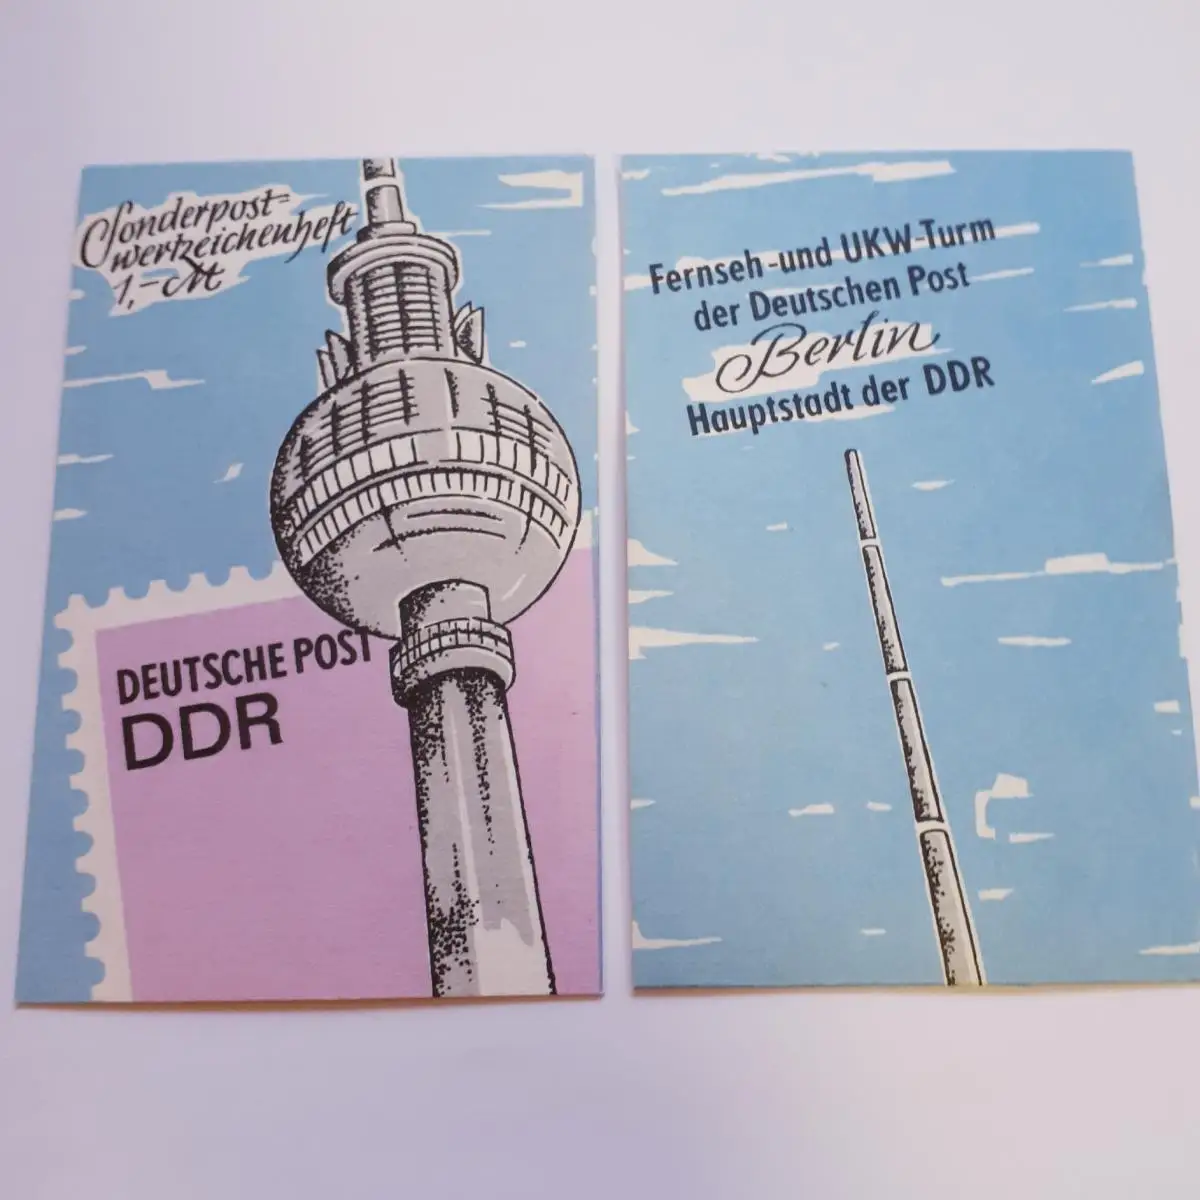 Sonderpost=
wertzeichenheft
1,-M
DEUTSCHE POST
DDR
Fernseh-und UKW-Turm
der Deutschen Post
Berlin
Hauptstadt der DDR